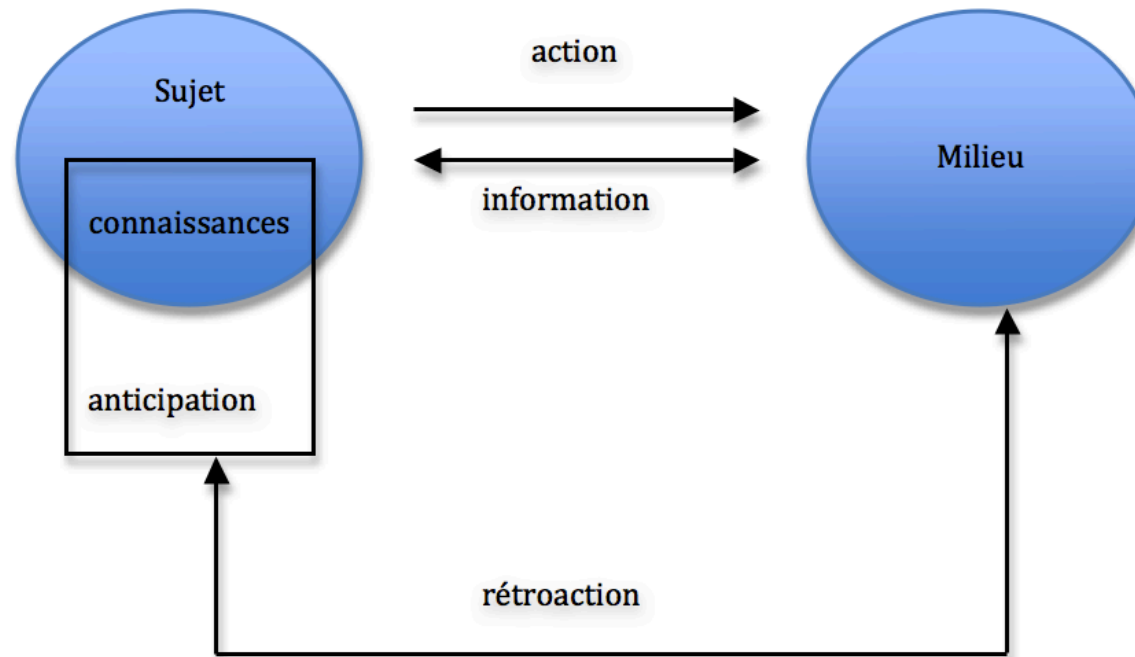 action
Sujet
Milieu
information
connaissances
anticipation
rétroaction